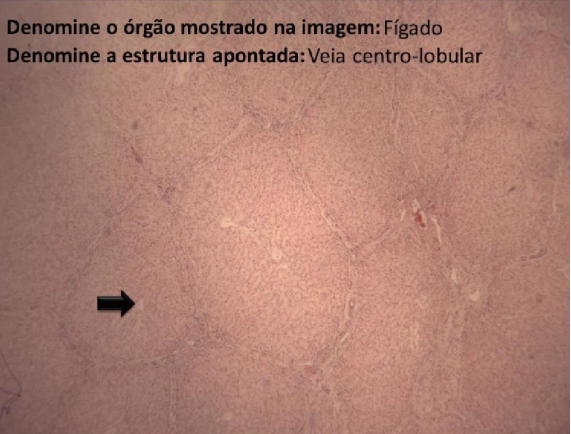 Denomine o órgão mostrado na imagem: Fígado
Denomine a estrutura apontada: Veia centro-lobular